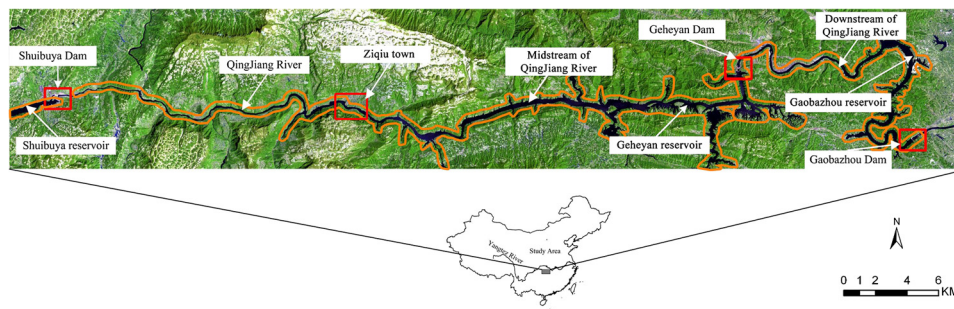 Shuibuya Dam
QingJiang River
Ziqiu town
Midstream of
QingJiang River
Geheyan Dam
Downstream of
QingJiang River
Gaobazhou reservoir
Shuibuya reservoir
Geheyan reservoir
Gaobazhou Dam
Yangtez River
Study Area
N
0 1 2 4 6
KM